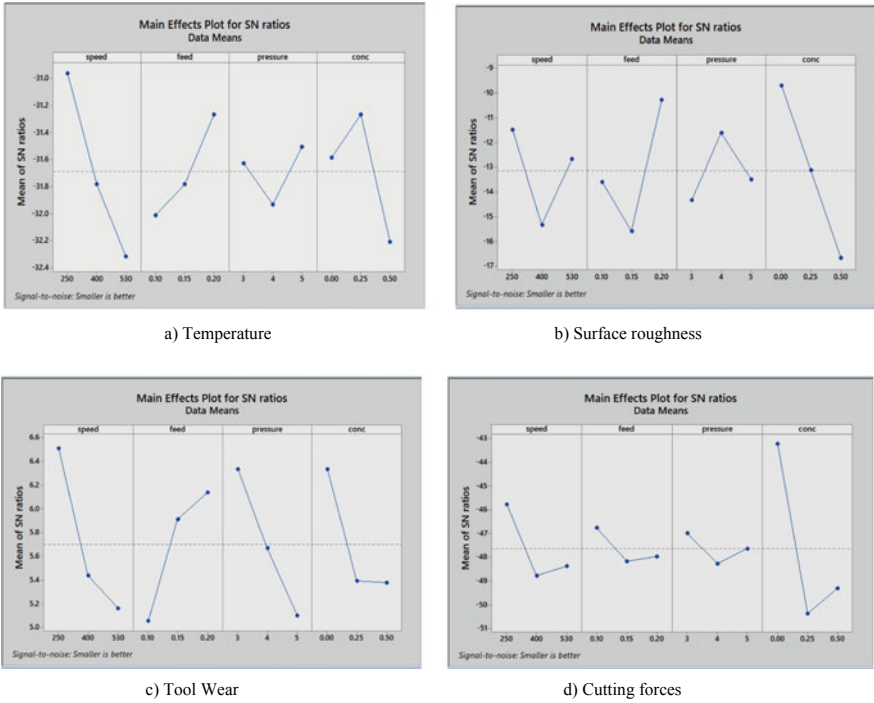 Main Effects Plot for SN ratios
Data Means
speed feed pressure conc
Mean of SN ratios
-31.0
-31.2
-31.4
-31.6
-31.8
-32.0
-32.2
-32.4
250 400 530 0.10 0.15 0.20 3 4 5 0.00 0.25 0.50
Signal-to-noise: Smaller is better
a) Temperature
Main Effects Plot for SN ratios
Data Means
speed feed pressure conc
Mean of SN ratios
-9
-10
-11
-12
-13
-14
-15
-16
-17
250 400 530 0.10 0.15 0.20 3 4 5 0.00 0.25 0.50
Signal-to-noise: Smaller is better
b) Surface roughness
Main Effects Plot for SN ratios
Data Means
speed feed pressure conc
Mean of SN ratios
6.6
6.4
6.2
6.0
5.8
5.6
5.4
5.2
5.0
250 400 530 0.10 0.15 0.20 3 4 5 0.00 0.25 0.50
Signal-to-noise: Smaller is better
c) Tool Wear
Main Effects Plot for SN ratios
Data Means
speed feed pressure conc
Mean of SN ratios
-43
-44
-45
-46
-47
-48
-49
-50
-51
250 400 530 0.10 0.15 0.20 3 4 5 0.00 0.25 0.50
Signal-to-noise: Smaller is better
d) Cutting forces